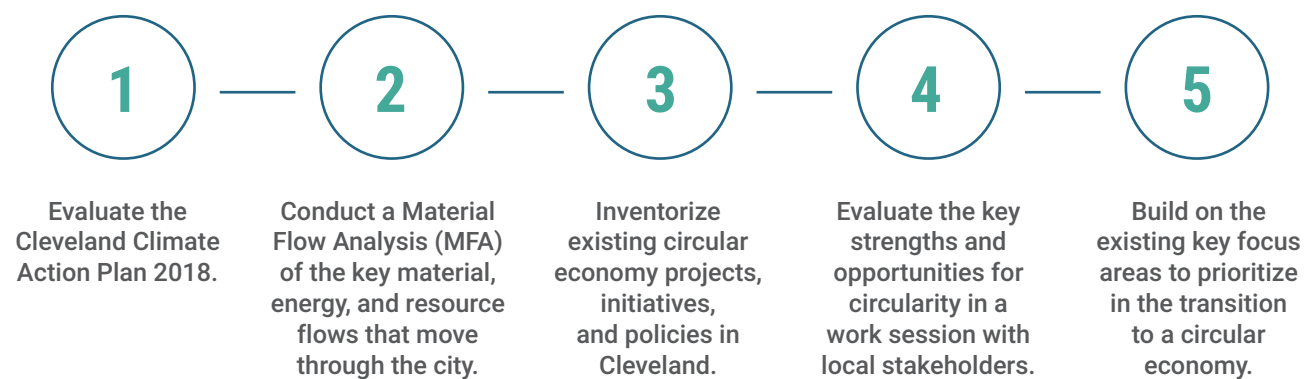 1
Evaluate the
Cleveland Climate
Action Plan 2018.
2
Conduct a Material
Flow Analysis (MFA)
of the key material,
energy, and resource
flows that move
through the city.
3
Inventorize
existing circular
economy projects,
initiatives,
and policies in
Cleveland.
4
Evaluate the key
strengths and
opportunities for
circularity in a
work session with
local stakeholders.
5
Build on the
existing key focus
areas to prioritize
in the transition
to a circular
economy.